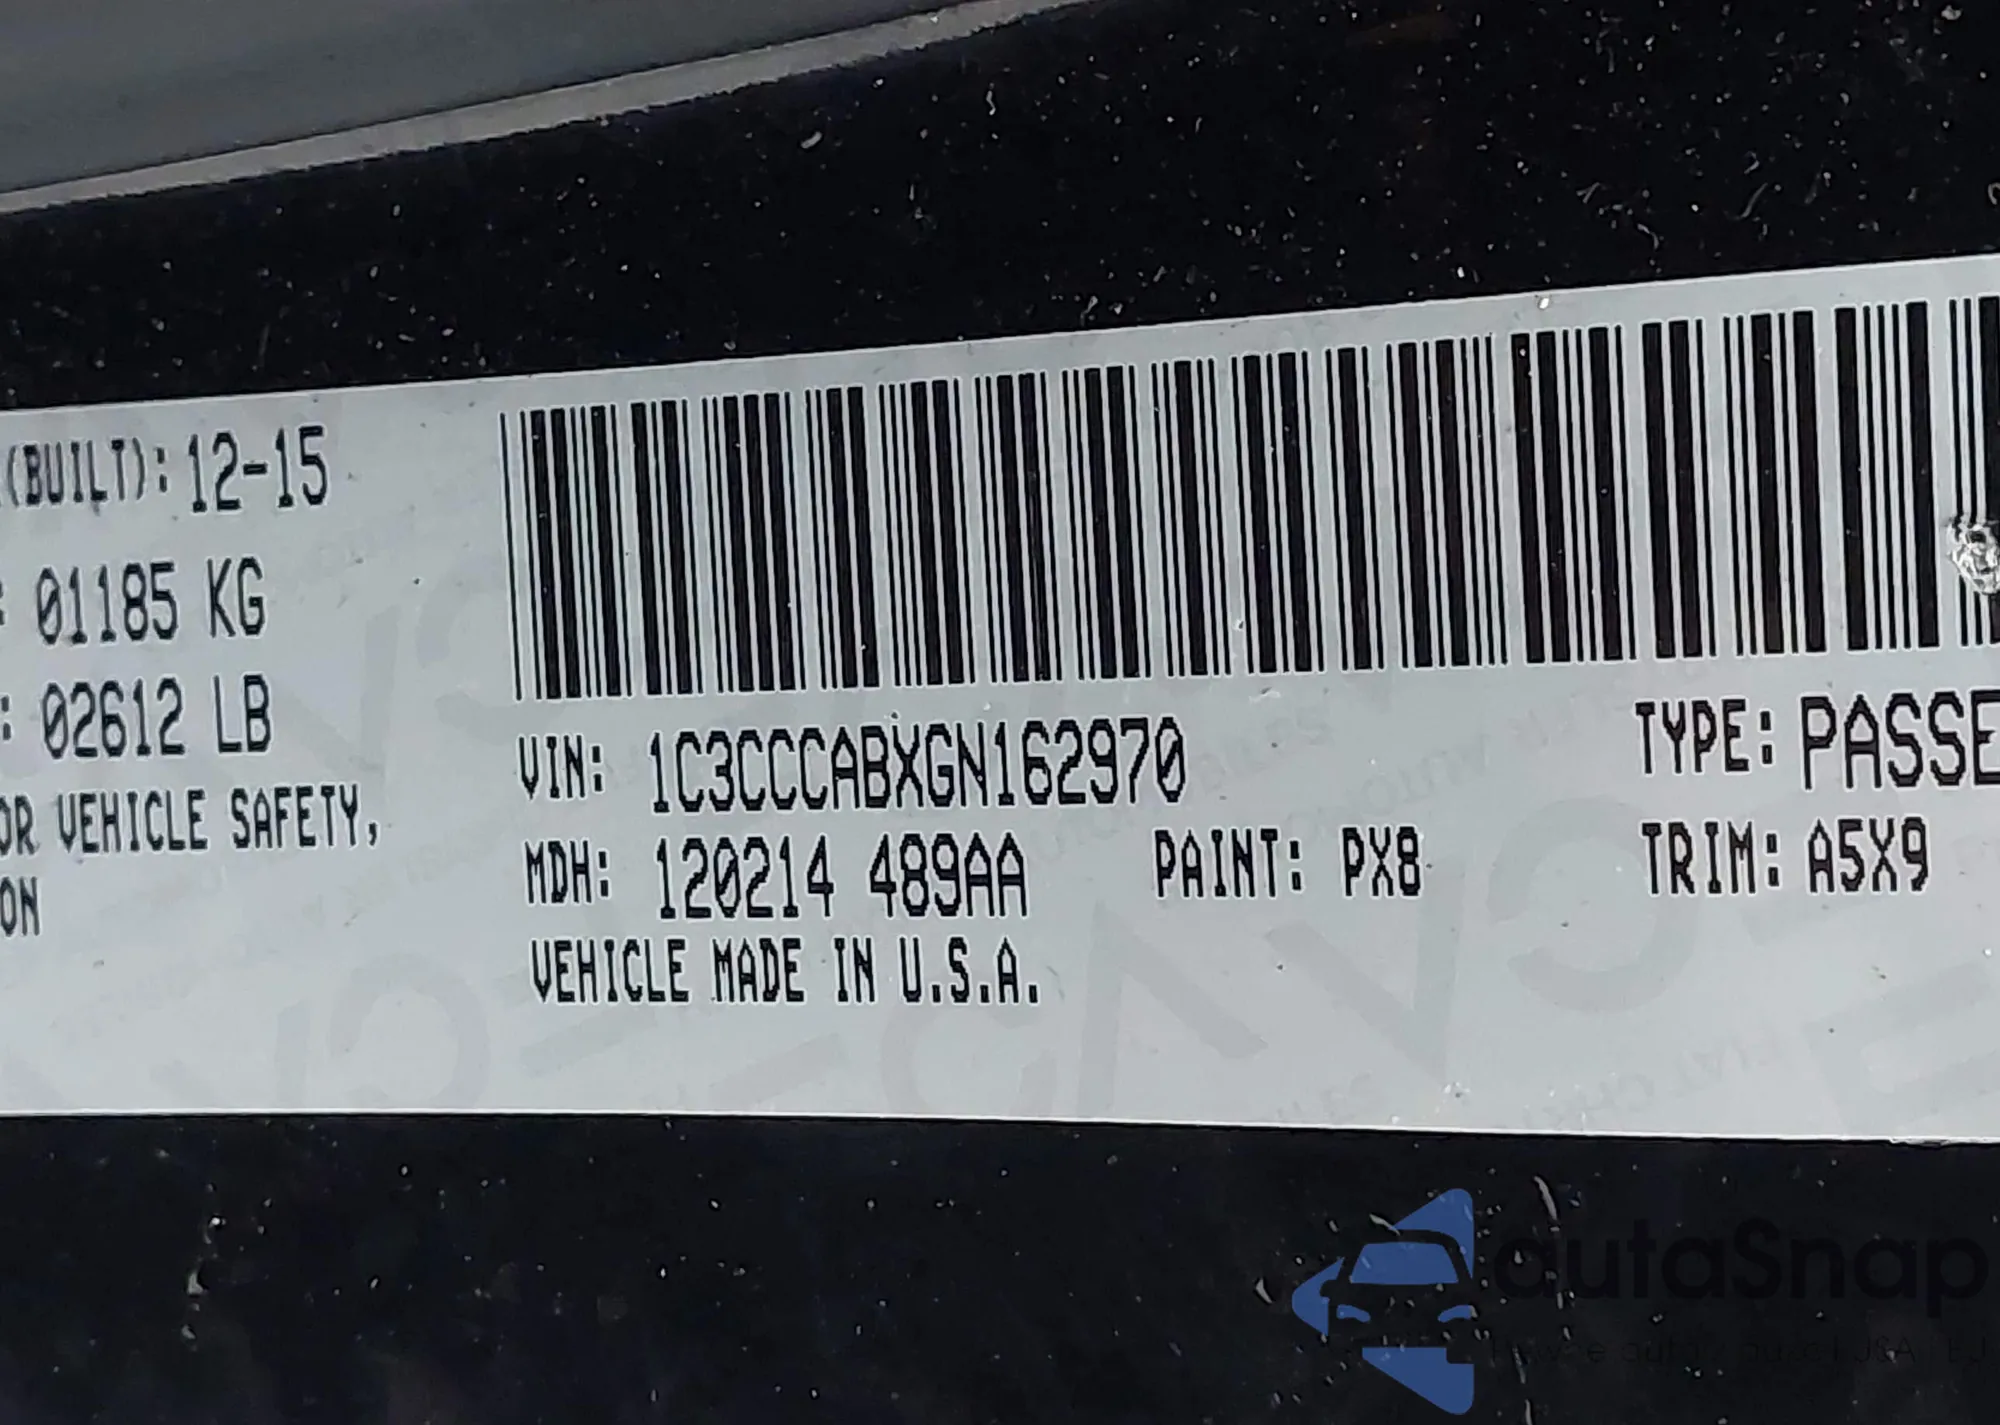 (BUILT): 12-15
: 01185 KG
: 02612 LB
OR VEHICLE SAFETY,
ON
VIN: 1C3CCCABXGN162970
TYPE: PASSE
MDH: 120214 489AA
PAINT: PX8
TRIM: A5X9
VEHICLE MADE IN U.S.A.
autaSnap